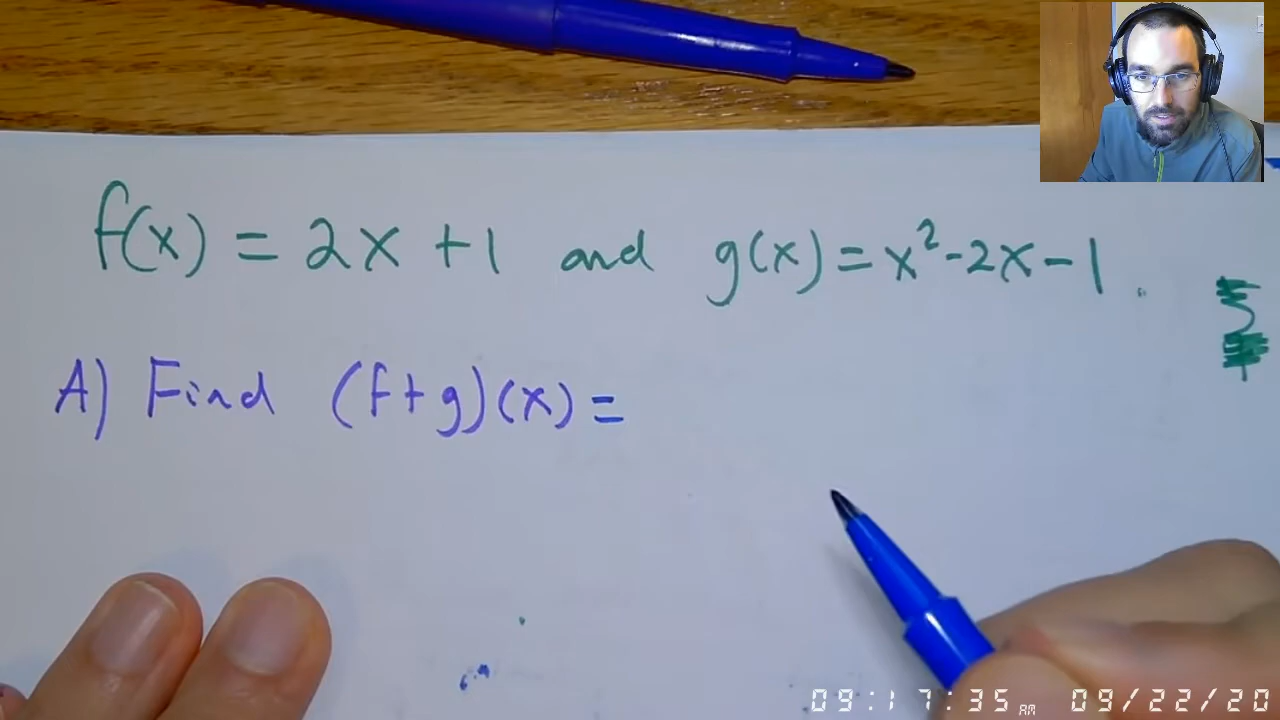 f(x) = 2x + 1 and g(x) = x² - 2x - 1.
A) Find (f + g)(x) =
09:17:35 AM 09/22/20